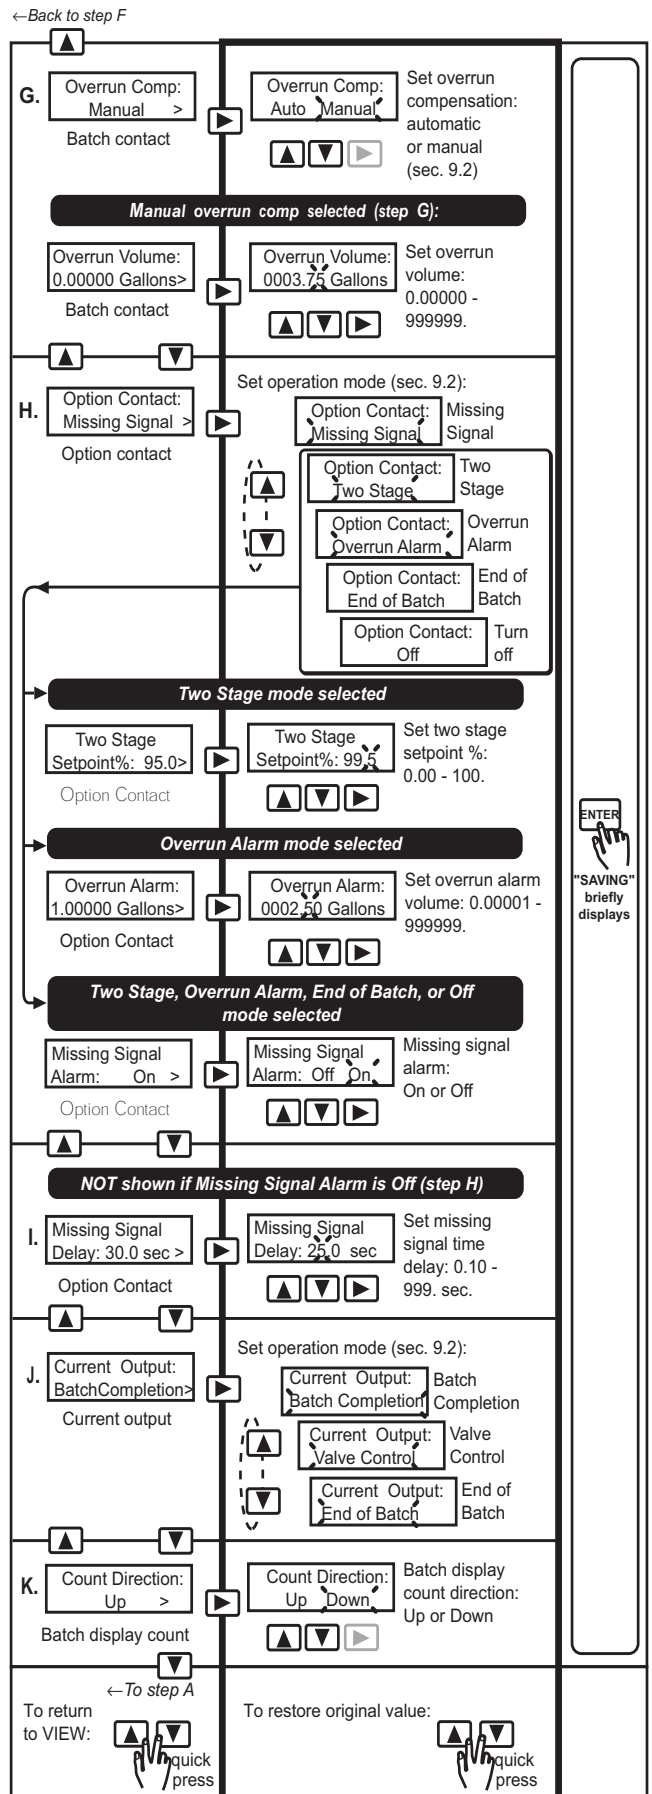 ←Back to step F
G.
Overrun Comp:
Manual >
Batch contact
Overrun Comp:
Auto Manual
Set overrun
compensation:
automatic
or manual
(sec. 9.2)
Manual overrun comp selected (step G):
Overrun Volume:
0.00000 Gallons>
Batch contact
Overrun Volume:
0003.75 Gallons
Set overrun
volume:
0.00000 -
999999.
H.
Option Contact:
Missing Signal >
Option contact
Set operation mode (sec. 9.2):
Option Contact:
Missing Signal
Missing
Signal
Option Contact:
Two Stage
Two
Stage
Option Contact:
Overrun Alarm
Overrun
Alarm
Option Contact:
End of Batch
End of
Batch
Option Contact:
Off
Turn
off
Two Stage mode selected
Two Stage
Setpoint%: 95.0>
Option Contact
Two Stage
Setpoint%: 99.5
Set two stage
setpoint %:
0.00 - 100.
Overrun Alarm mode selected
Overrun Alarm:
1.00000 Gallons>
Option Contact
Overrun Alarm:
0002.50 Gallons
Set overrun alarm
volume: 0.00001 -
999999.
Two Stage, Overrun Alarm, End of Batch, or Off
mode selected
Missing Signal
Alarm: On >
Option Contact
Missing Signal
Alarm: Off On
Missing signal
alarm:
On or Off
NOT shown if Missing Signal Alarm is Off (step H)
I.
Missing Signal
Delay: 30.0 sec >
Option Contact
Missing Signal
Delay: 25.0 sec
Set missing
signal time
delay: 0.10 -
999. sec.
J.
Current Output:
BatchCompletion>
Current output
Set operation mode (sec. 9.2):
Current Output:
Batch Completion
Batch
Completion
Current Output:
Valve Control
Valve
Control
Current Output:
End of Batch
End of
Batch
K.
Count Direction:
Up >
Batch display count
Count Direction:
Up Down
Batch display
count direction:
Up or Down
ENTER
"SAVING"
briefly
displays
←To step A
To return
to VIEW:
quick
press
To restore original value:
quick
press